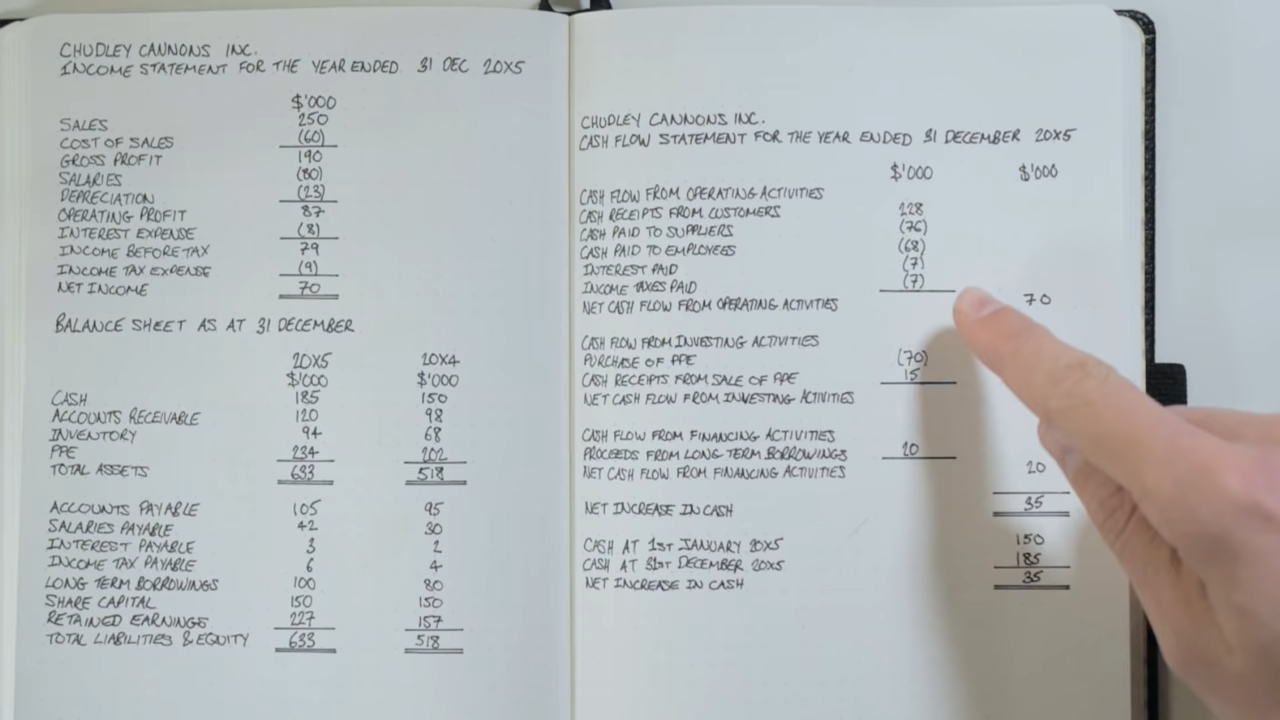 CHUDLEY CANNONS INC.
INCOME STATEMENT FOR THE YEAR ENDED 31 DEC 20X5
$'000
SALES 250
COST OF SALES (60)
GROSS PROFIT 190
SALARIES (80)
DEPRECIATION (23)
OPERATING PROFIT 87
INTEREST EXPENSE (8)
INCOME BEFORE TAX 79
INCOME TAX EXPENSE (9)
NET INCOME 70
BALANCE SHEET AS AT 31 DECEMBER
20X5 20X4
$'000 $'000
CASH 185 150
ACCOUNTS RECEIVABLE 120 98
INVENTORY 94 68
PPE 234 202
TOTAL ASSETS 633 518
ACCOUNTS PAYABLE 105 95
SALARIES PAYABLE 42 30
INTEREST PAYABLE 3 2
INCOME TAX PAYABLE 6 4
LONG TERM BORROWINGS 100 80
SHARE CAPITAL 150 150
RETAINED EARNINGS 227 157
TOTAL LIABILITIES & EQUITY 633 518
CHUDLEY CANNONS INC.
CASH FLOW STATEMENT FOR THE YEAR ENDED 31 DECEMBER 20X5
$'000 $'000
CASH FLOW FROM OPERATING ACTIVITIES
CASH RECEIPTS FROM CUSTOMERS 228
CASH PAID TO SUPPLIERS (76)
CASH PAID TO EMPLOYEES (68)
INTEREST PAID (7)
INCOME TAXES PAID (7)
NET CASH FLOW FROM OPERATING ACTIVITIES 70
CASH FLOW FROM INVESTING ACTIVITIES
PURCHASE OF PPE (70)
CASH RECEIPTS FROM SALE OF PPE 15
NET CASH FLOW FROM INVESTING ACTIVITIES
CASH FLOW FROM FINANCING ACTIVITIES
PROCEEDS FROM LONG TERM BORROWINGS 20
NET CASH FLOW FROM FINANCING ACTIVITIES 20
NET INCREASE IN CASH 35
CASH AT 1ST JANUARY 20X5 150
CASH AT 31ST DECEMBER 20X5 185
NET INCREASE IN CASH 35